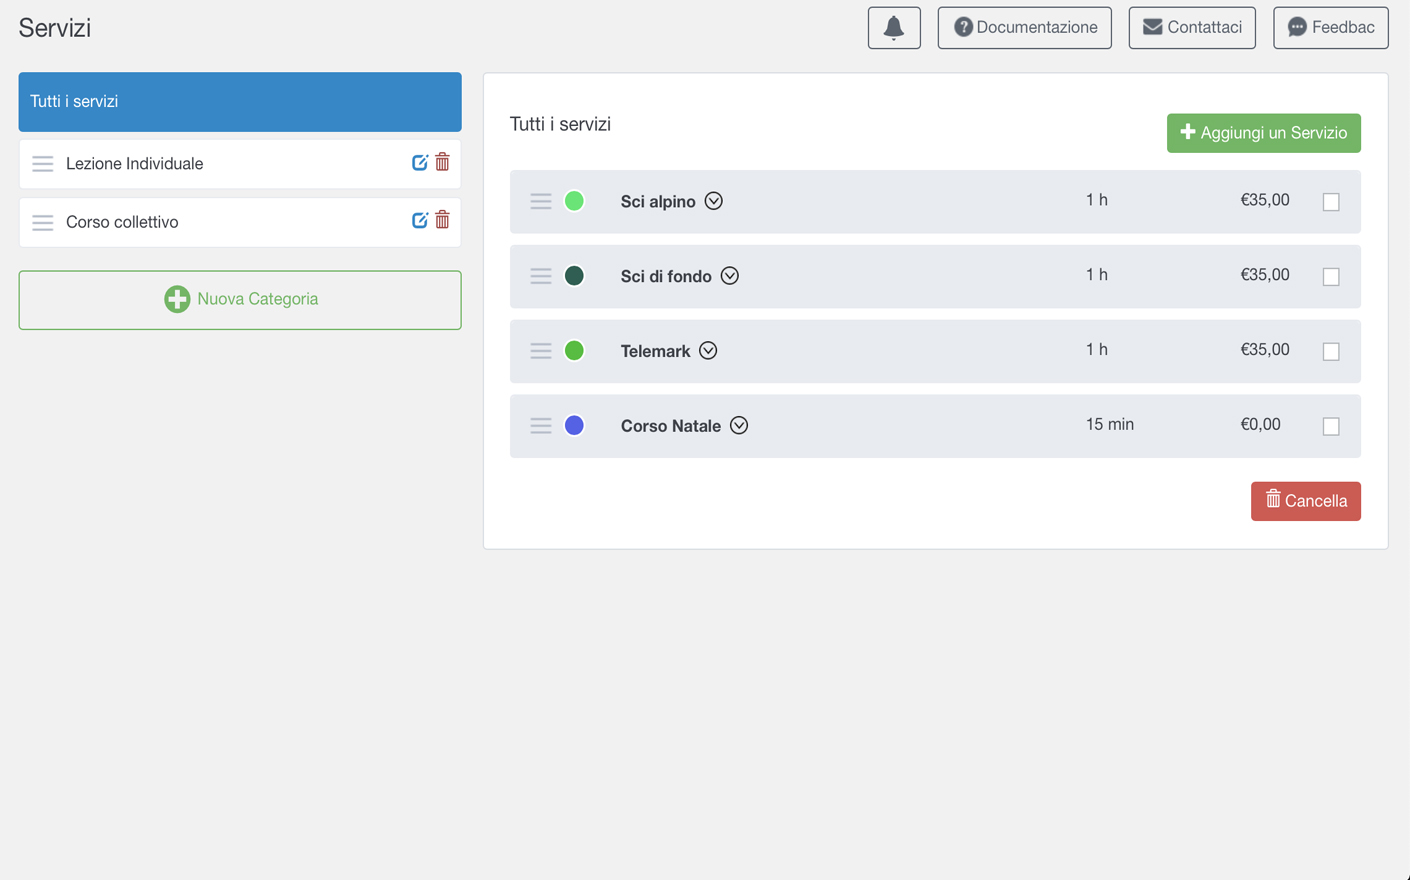 Servizi
Documentazione
Contattaci
Feedbac
Tutti i servizi
Lezione Individuale
Corso collettivo
Nuova Categoria
Tutti i servizi
Aggiungi un Servizio
Sci alpino 1 h €35,00
Sci di fondo 1 h €35,00
Telemark 1 h €35,00
Corso Natale 15 min €0,00
Cancella